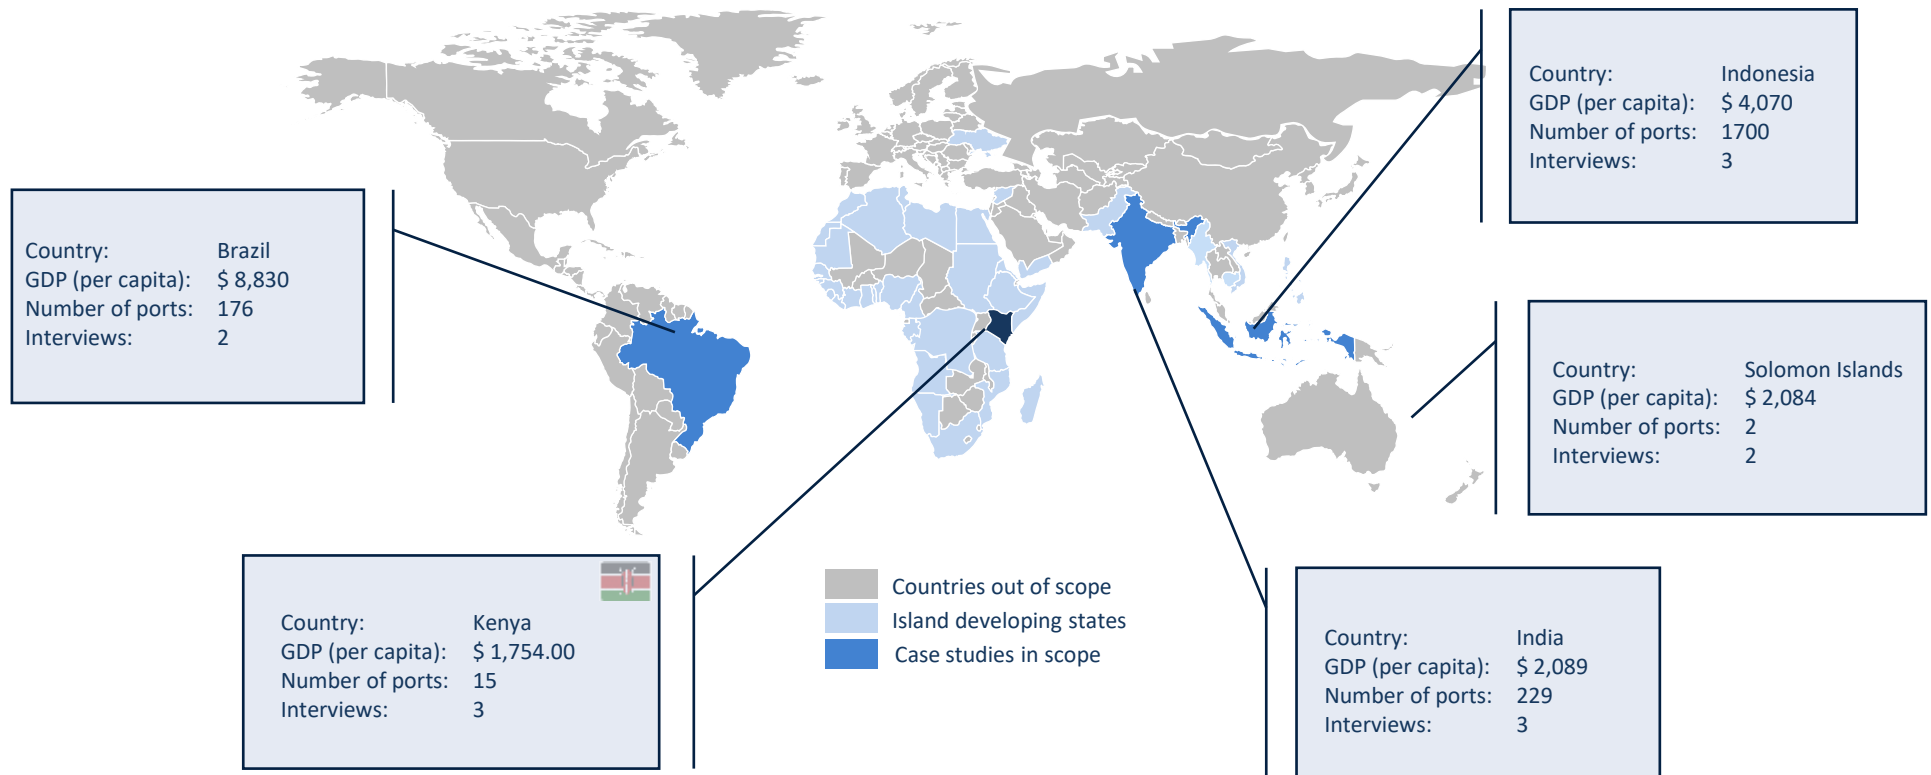 Country: Indonesia
GDP (per capita): $ 4,070
Number of ports: 1700
Interviews: 3
Country: Brazil
GDP (per capita): $ 8,830
Number of ports: 176
Interviews: 2
Country: Solomon Islands
GDP (per capita): $ 2,084
Number of ports: 2
Interviews: 2
Country: Kenya
GDP (per capita): $ 1,754.00
Number of ports: 15
Interviews: 3
Countries out of scope
Island developing states
Case studies in scope
Country: India
GDP (per capita): $ 2,089
Number of ports: 229
Interviews: 3